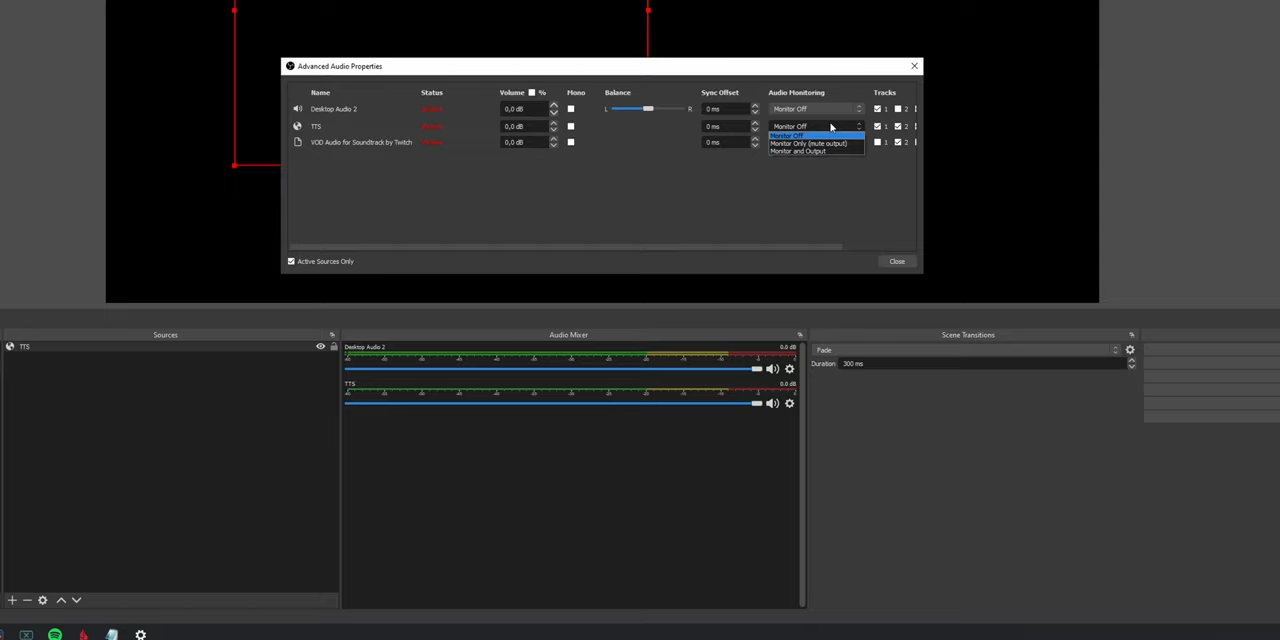 Advanced Audio Properties
Name Status Volume % Mono Balance Sync Offset Audio Monitoring Tracks
Desktop Audio 2 0,0 dB L R 0 ms Monitor Off 1 2
TTS 0,0 dB 0 ms Monitor Off 1 2
Monitor Off
VOD Audio for Soundtrack by Twitch 0,0 dB 0 ms Monitor Only (mute output) 1 2
Monitor and Output
Active Sources Only Close
Sources Audio Mixer Scene Transitions
TTS
Desktop Audio 2 0.0 dB
Fade
Duration 300 ms
TTS 0.0 dB